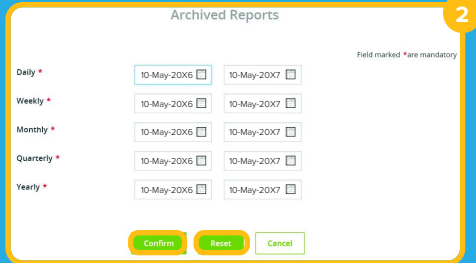 Archived Reports
2
Field marked *are mandatory
Daily * 10-May-20X6 10-May-20X7
Weekly * 10-May-20X6 10-May-20X7
Monthly * 10-May-20X6 10-May-20X7
Quarterly * 10-May-20X6 10-May-20X7
Yearly * 10-May-20X6 10-May-20X7
Confirm Reset Cancel